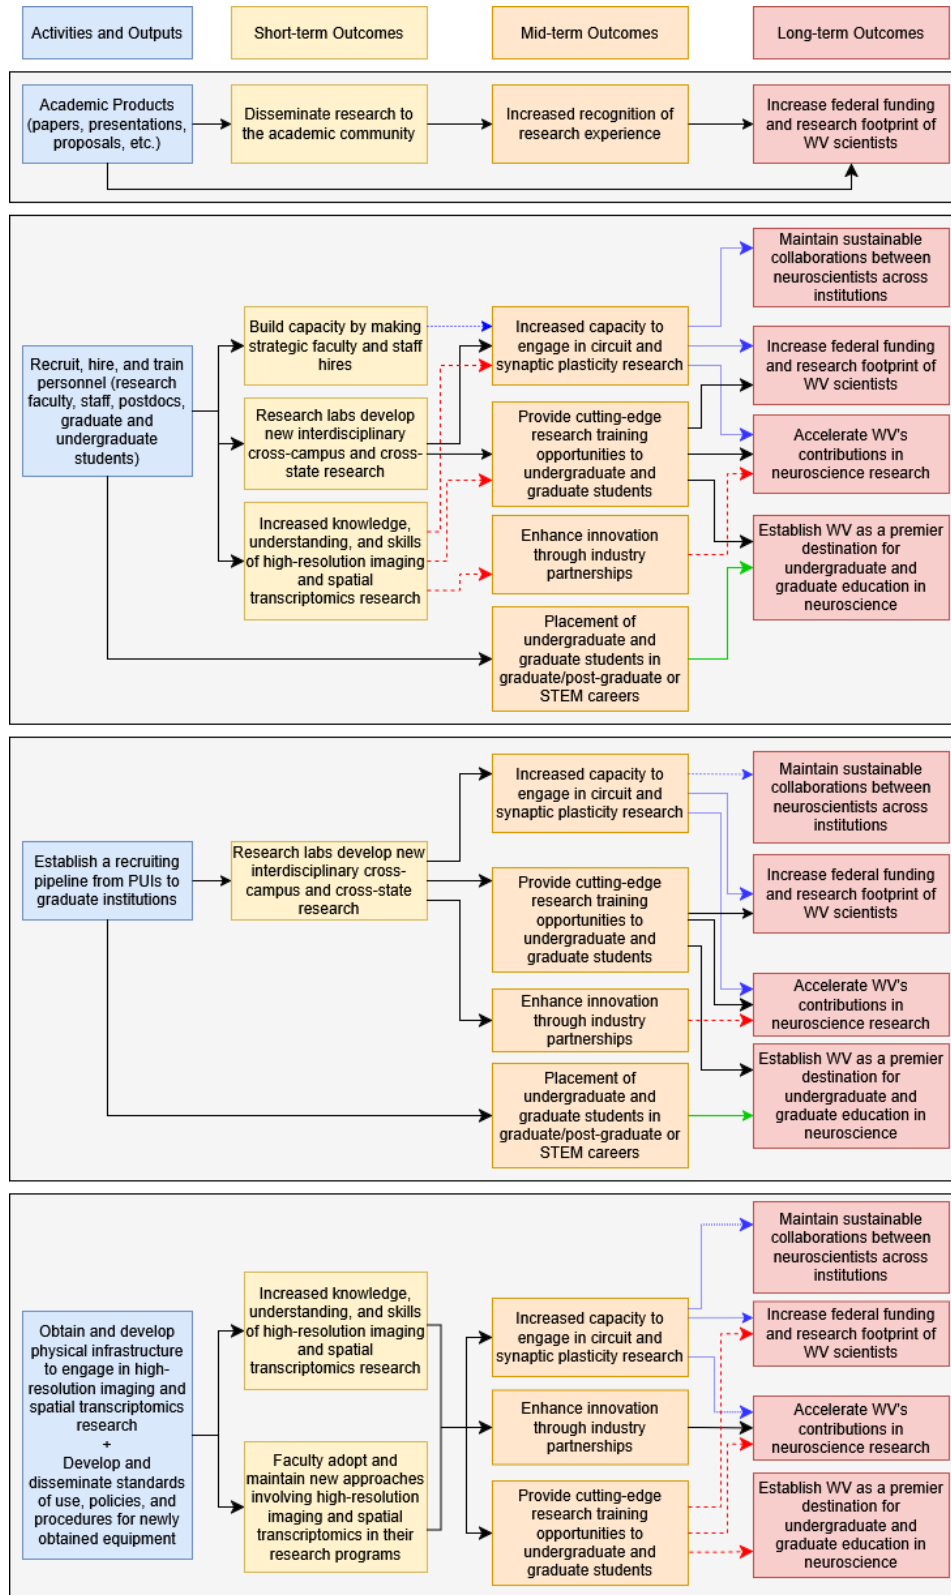 Activities and Outputs
Short-term Outcomes
Mid-term Outcomes
Long-term Outcomes
Academic Products
(papers, presentations,
proposals, etc.)
Disseminate research to
the academic community
Increased recognition of
research experience
Increase federal funding
and research footprint of
WV scientists
Recruit, hire, and train
personnel (research
faculty, staff, postdocs,
graduate and
undergraduate
students)
Build capacity by making
strategic faculty and staff
hires
Research labs develop
new interdisciplinary
cross-campus and cross-
state research
Increased knowledge,
understanding, and skills
of high-resolution imaging
and spatial
transcriptomics research
Increased capacity to
engage in circuit and
synaptic plasticity research
Provide cutting-edge
research training
opportunities to
undergraduate and
graduate students
Enhance innovation
through industry
partnerships
Placement of
undergraduate and
graduate students in
graduate/post-graduate or
STEM careers
Maintain sustainable
collaborations between
neuroscientists across
institutions
Increase federal funding
and research footprint of
WV scientists
Accelerate WV's
contributions in
neuroscience research
Establish WV as a premier
destination for
undergraduate and
graduate education in
neuroscience
Establish a recruiting
pipeline from PUIs to
graduate institutions
Research labs develop new
interdisciplinary cross-
campus and cross-state
research
Increased capacity to
engage in circuit and
synaptic plasticity research
Provide cutting-edge
research training
opportunities to
undergraduate and
graduate students
Enhance innovation
through industry
partnerships
Placement of
undergraduate and
graduate students in
graduate/post-graduate or
STEM careers
Maintain sustainable
collaborations between
neuroscientists across
institutions
Increase federal funding
and research footprint of
WV scientists
Accelerate WV's
contributions in
neuroscience research
Establish WV as a premier
destination for
undergraduate and
graduate education in
neuroscience
Obtain and develop
physical infrastructure
to engage in high-
resolution imaging and
spatial transcriptomics
research
+
Develop and
disseminate standards
of use, policies, and
procedures for newly
obtained equipment
Increased knowledge,
understanding, and skills
of high-resolution imaging
and spatial
transcriptomics research
Faculty adopt and
maintain new approaches
involving high-resolution
imaging and spatial
transcriptomics in their
research programs
Increased capacity to
engage in circuit and
synaptic plasticity research
Enhance innovation
through industry
partnerships
Provide cutting-edge
research training
opportunities to
undergraduate and
graduate students
Maintain sustainable
collaborations between
neuroscientists across
institutions
Increase federal funding
and research footprint of
WV scientists
Accelerate WV's
contributions in
neuroscience research
Establish WV as a premier
destination for
undergraduate and
graduate education in
neuroscience